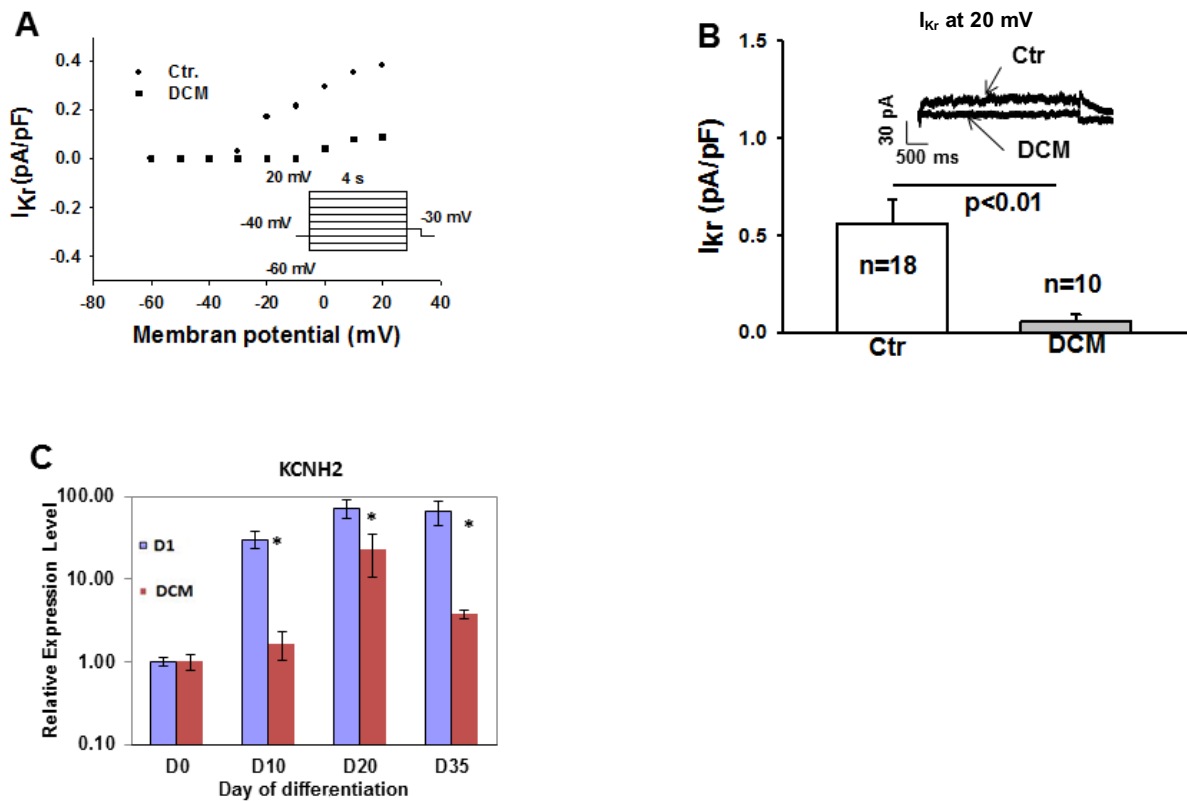 A
0.4
0.2
0.0
-0.2
-0.4
IKr(pA/pF)
Ctr.
DCM
20 mV
4 s
-40 mV
-30 mV
-60 mV
-80 -60 -40 -20 0 20 40
Membran potential (mV)
B
IKr at 20 mV
1.5
1.0
0.5
0.0
Ikr (pA/pF)
Ctr
30 pA
500 ms
DCM
p<0.01
n=18
n=10
Ctr DCM
C
KCNH2
100.00
10.00
1.00
0.10
Relative Expression Level
D1
DCM
* * *
D0 D10 D20 D35
Day of differentiation